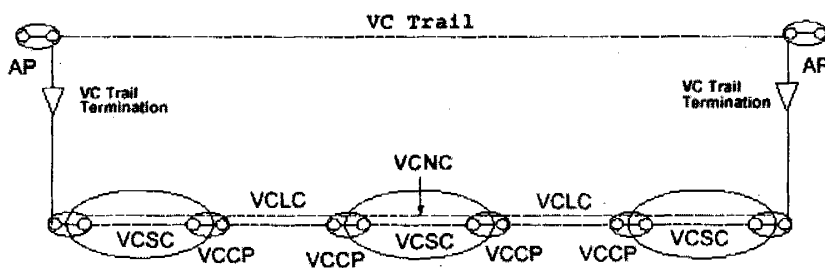 VC Trail
AP
AP
VC Trail
Termination
VC Trail
Termination
VCNC
VCLC
VCLC
VCSC
VCCP
VCCP
VCSC
VCCP
VCCP
VCSC